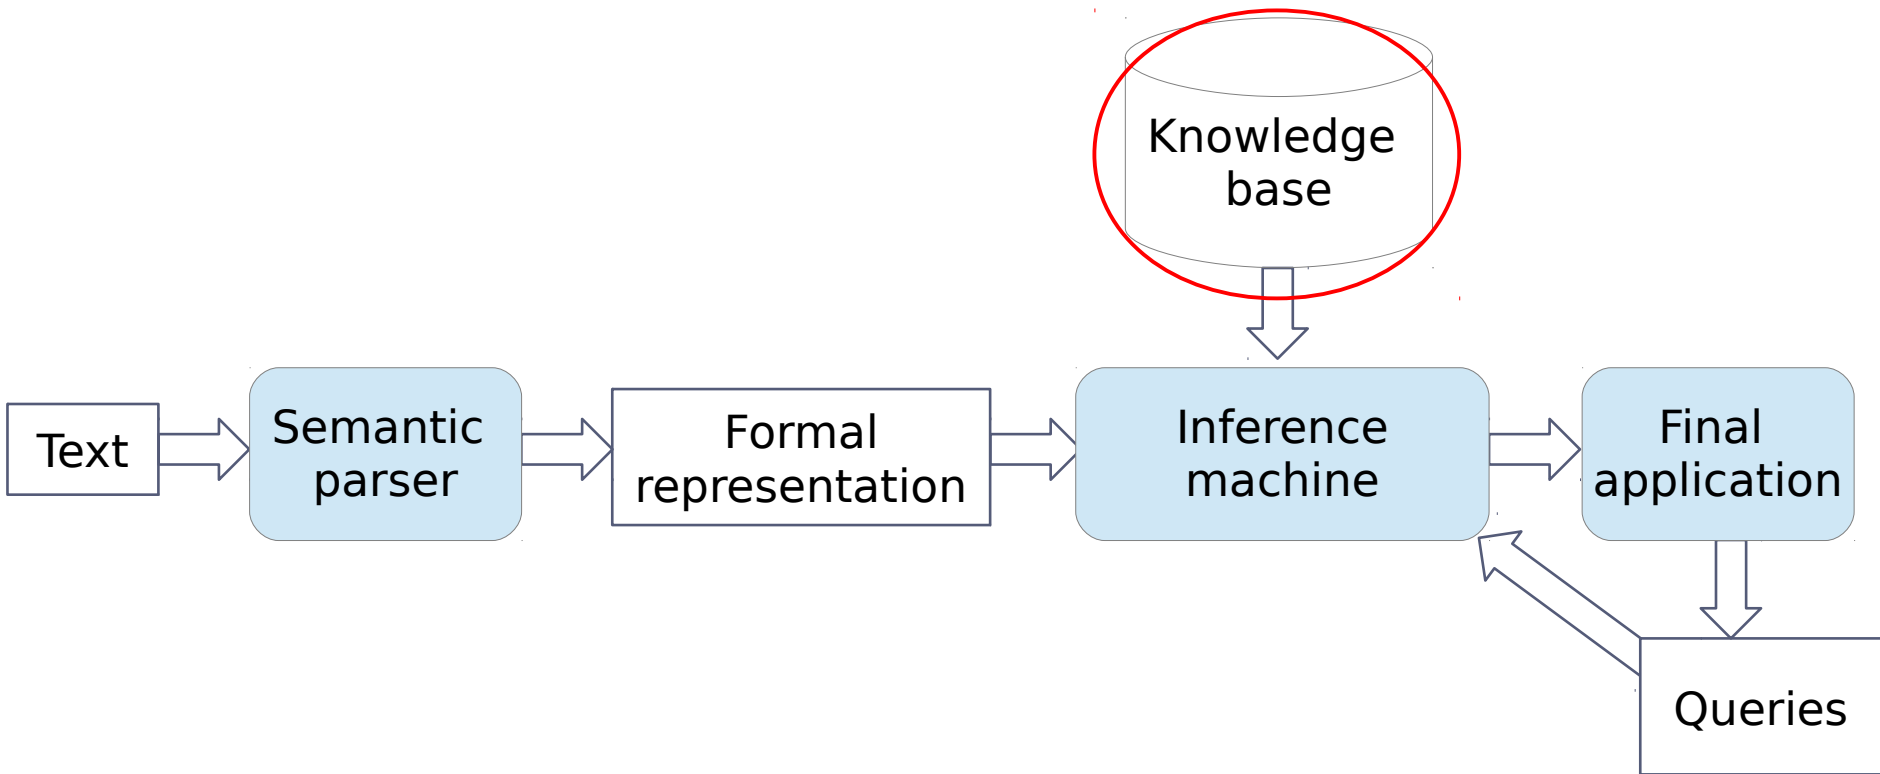 Knowledge
base
Text
Semantic
parser
Formal
representation
Inference
machine
Final
application
Queries